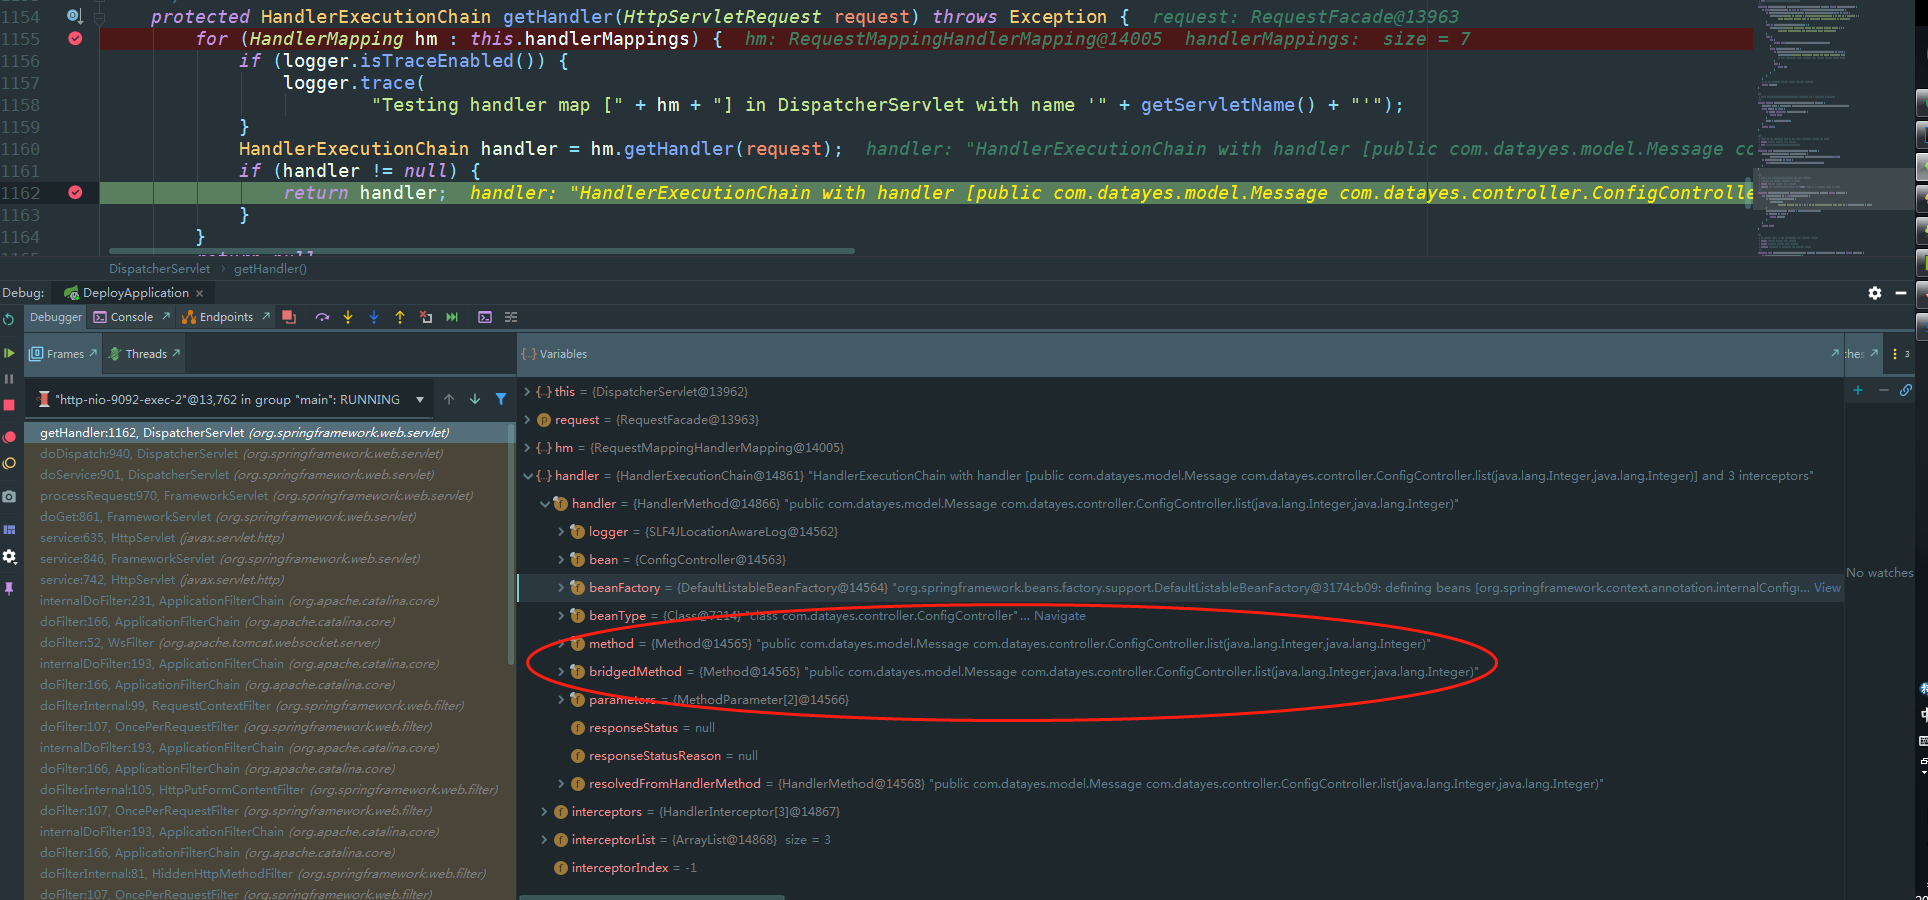 1154 protected HandlerExecutionChain getHandler(HttpServletRequest request) throws Exception { request: RequestFacade@13963
1155 for (HandlerMapping hm : this.handlerMappings) { hm: RequestMappingHandlerMapping@14005 handlerMappings: size = 7
1156 if (logger.isTraceEnabled()) {
1157 logger.trace(
1158 "Testing handler map [" + hm + "] in DispatcherServlet with name '" + getServletName() + "'");
1159 }
1160 HandlerExecutionChain handler = hm.getHandler(request); handler: "HandlerExecutionChain with handler [public com.datayes.model.Message co
1161 if (handler != null) {
1162 return handler; handler: "HandlerExecutionChain with handler [public com.datayes.model.Message com.datayes.controller.ConfigControlle
1163 }
1164 }
DispatcherServlet › getHandler()
Debug: DeployApplication ×
Debugger Console Endpoints
Frames Threads
Variables
ches
3
"http-nio-9092-exec-2"@13,762 in group "main": RUNNING
getHandler:1162, DispatcherServlet (org.springframework.web.servlet)
doDispatch:940, DispatcherServlet (org.springframework.web.servlet)
doService:901, DispatcherServlet (org.springframework.web.servlet)
processRequest:970, FrameworkServlet (org.springframework.web.servlet)
doGet:861, FrameworkServlet (org.springframework.web.servlet)
service:635, HttpServlet (javax.servlet.http)
service:846, FrameworkServlet (org.springframework.web.servlet)
service:742, HttpServlet (javax.servlet.http)
internalDoFilter:231, ApplicationFilterChain (org.apache.catalina.core)
doFilter:166, ApplicationFilterChain (org.apache.catalina.core)
doFilter:52, WsFilter (org.apache.tomcat.websocket.server)
internalDoFilter:193, ApplicationFilterChain (org.apache.catalina.core)
doFilter:166, ApplicationFilterChain (org.apache.catalina.core)
doFilterInternal:99, RequestContextFilter (org.springframework.web.filter)
doFilter:107, OncePerRequestFilter (org.springframework.web.filter)
internalDoFilter:193, ApplicationFilterChain (org.apache.catalina.core)
doFilter:166, ApplicationFilterChain (org.apache.catalina.core)
doFilterInternal:105, HttpPutFormContentFilter (org.springframework.web.filter)
doFilter:107, OncePerRequestFilter (org.springframework.web.filter)
internalDoFilter:193, ApplicationFilterChain (org.apache.catalina.core)
doFilter:166, ApplicationFilterChain (org.apache.catalina.core)
doFilterInternal:81, HiddenHttpMethodFilter (org.springframework.web.filter)
doFilter:107, OncePerRequestFilter (org.springframework.web.filter)
this = {DispatcherServlet@13962}
request = {RequestFacade@13963}
hm = {RequestMappingHandlerMapping@14005}
handler = {HandlerExecutionChain@14861} "HandlerExecutionChain with handler [public com.datayes.model.Message com.datayes.controller.ConfigController.list(java.lang.Integer,java.lang.Integer)] and 3 interceptors"
handler = {HandlerMethod@14866} "public com.datayes.model.Message com.datayes.controller.ConfigController.list(java.lang.Integer,java.lang.Integer)"
logger = {SLF4JLocationAwareLog@14562}
bean = {ConfigController@14563}
beanFactory = {DefaultListableBeanFactory@14564} "org.springframework.beans.factory.support.DefaultListableBeanFactory@3174cb09: defining beans [org.springframework.context.annotation.internalConfigu... View
beanType = {Class@7214} "class com.datayes.controller.ConfigController"... Navigate
method = {Method@14565} "public com.datayes.model.Message com.datayes.controller.ConfigController.list(java.lang.Integer,java.lang.Integer)"
bridgedMethod = {Method@14565} "public com.datayes.model.Message com.datayes.controller.ConfigController.list(java.lang.Integer,java.lang.Integer)"
parameters = {MethodParameter[2]@14566}
responseStatus = null
responseStatusReason = null
resolvedFromHandlerMethod = {HandlerMethod@14568} "public com.datayes.model.Message com.datayes.controller.ConfigController.list(java.lang.Integer,java.lang.Integer)"
interceptors = {HandlerInterceptor[3]@14867}
interceptorList = {ArrayList@14868} size = 3
interceptorIndex = -1
No watches